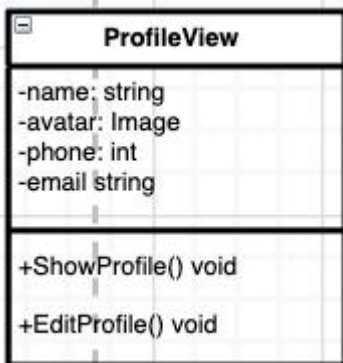 ProfileView
-name: string
-avatar: Image
-phone: int
-email string
+ShowProfile() void
+EditProfile() void